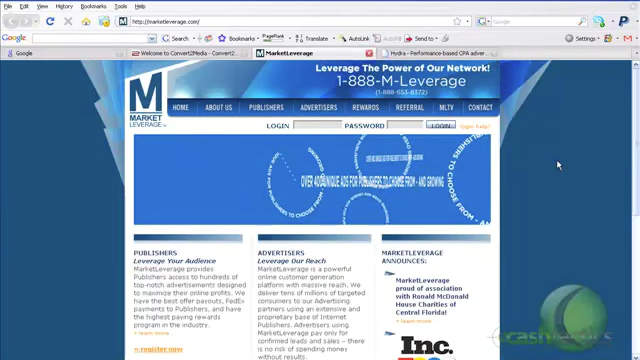 File Edit View History Bookmarks Tools Help
http://marketleverage.com/
Google
Search
Bookmarks
PageRank
Translate
AutoLink
Send to
Settings
Google
Welcome to Convert2Media - Convert2...
MarketLeverage
Hydra - Performance-based CPA adver...
Leverage The Power of Our Network!
1-888-M-Leverage
(1-888-653-8372)
M
MARKET
LEVERAGE
HOME ABOUT US PUBLISHERS ADVERTISERS REWARDS REFERRAL MLTV CONTACT
LOGIN PASSWORD LOGIN login help!
OVER 400 UNIQUE ADS FOR PUBLISHERS TO CHOOSE FROM - AND GROWING
PUBLISHERS
Leverage Your Audience
MarketLeverage provides
Publishers access to hundreds of
top-notch advertisements designed
to maximize their online profits. We
have the best offer payouts, FedEx
payments to Publishers, and have
the highest paying rewards
program in the industry.
» learn more
» register now
ADVERTISERS
Leverage Our Reach
MarketLeverage is a powerful
online customer generation
platform with massive reach. We
deliver tens of millions of targeted
consumers to our Advertising
partners using an extensive and
proprietary base of Internet
Publishers. Advertisers using
MarketLeverage pay only for
confirmed leads and sales – there
is no risk of spending money
without results.
MARKETLEVERAGE
ANNOUNCES:
MarketLeverage
proud of association
with Ronald McDonald
House Charities of
Central Florida!
» learn more
Inc.